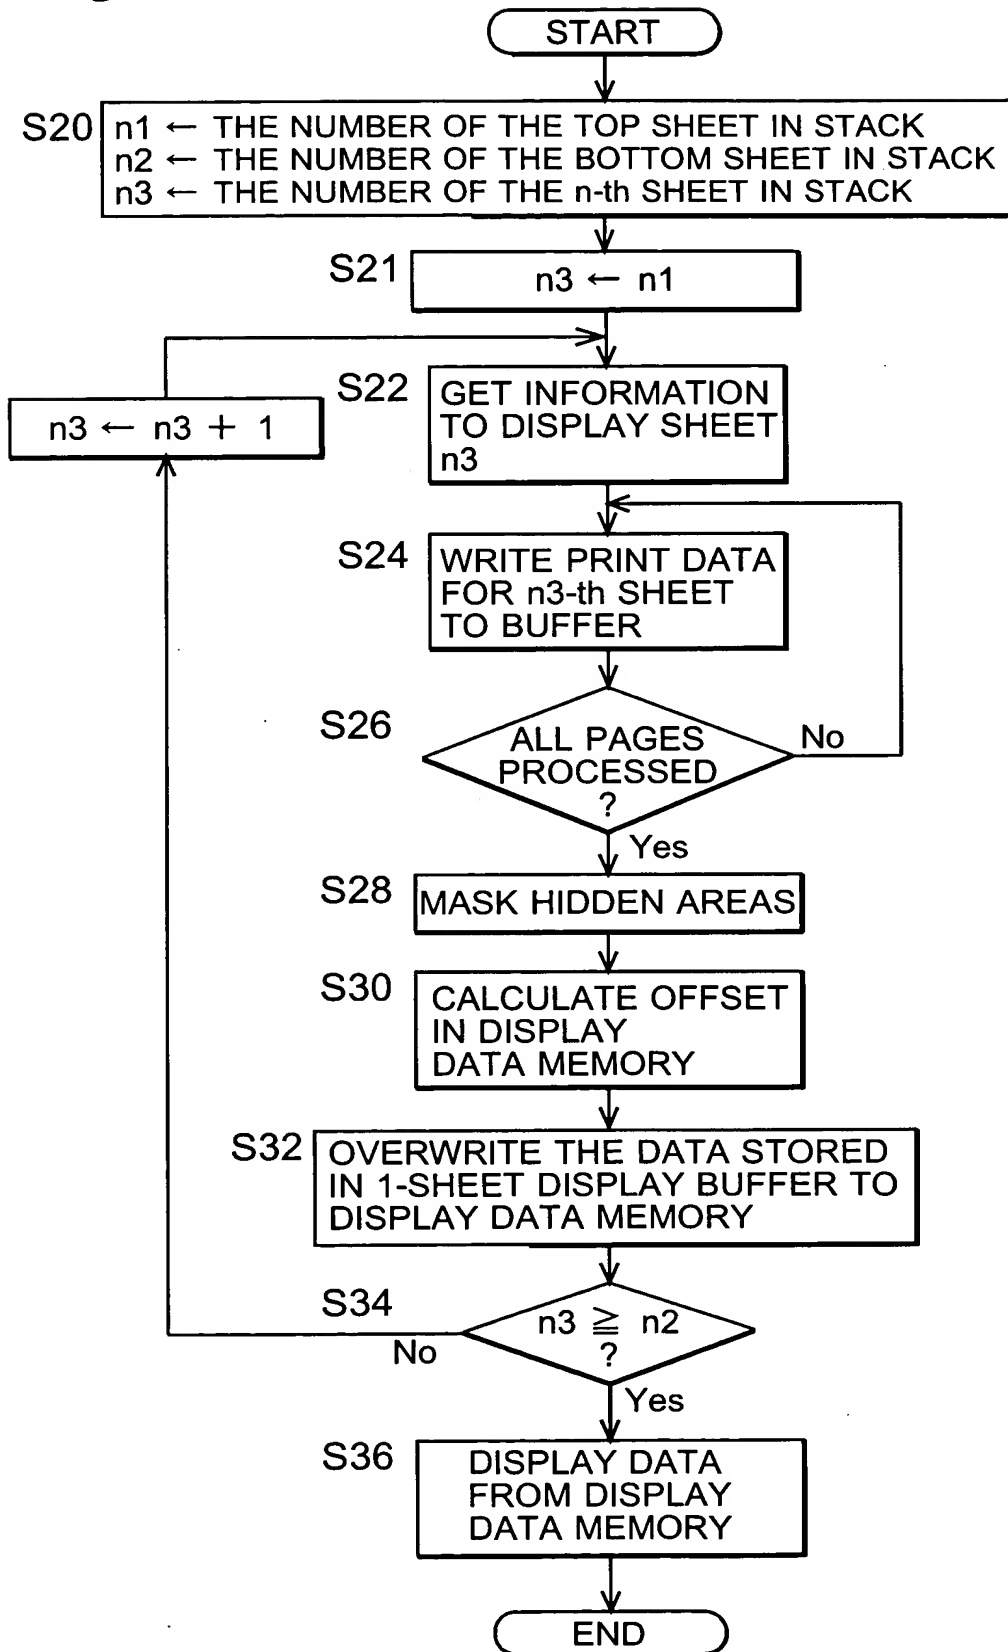 START
S20
n1 ← THE NUMBER OF THE TOP SHEET IN STACK
n2 ← THE NUMBER OF THE BOTTOM SHEET IN STACK
n3 ← THE NUMBER OF THE n-th SHEET IN STACK
S21
n3 ← n1
n3 ← n3 + 1
S22
GET INFORMATION
TO DISPLAY SHEET
n3
S24
WRITE PRINT DATA
FOR n3-th SHEET
TO BUFFER
S26
ALL PAGES
PROCESSED
?
No
Yes
S28
MASK HIDDEN AREAS
S30
CALCULATE OFFSET
IN DISPLAY
DATA MEMORY
S32
OVERWRITE THE DATA STORED
IN 1-SHEET DISPLAY BUFFER TO
DISPLAY DATA MEMORY
S34
n3 ≧ n2
?
No
Yes
S36
DISPLAY DATA
FROM DISPLAY
DATA MEMORY
END